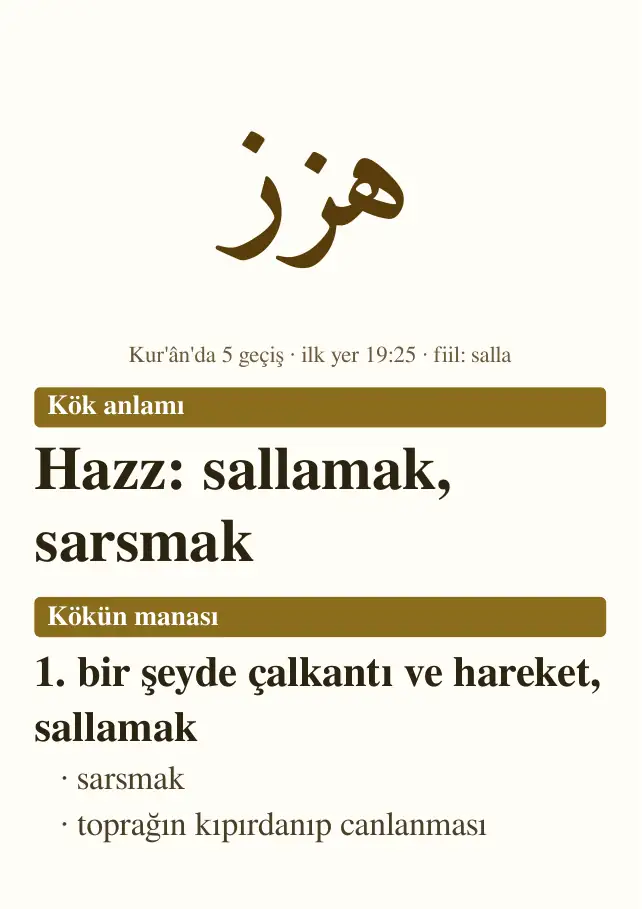 هزز
Kur'ân'da 5 geçiş · ilk yer 19:25 · fiil: salla
Kök anlamı
Hazz: sallamak,
sarsmak
Kökün manası
1. bir şeyde çalkantı ve hareket,
sallamak
· sarsmak
· toprağın kıpırdanıp canlanması